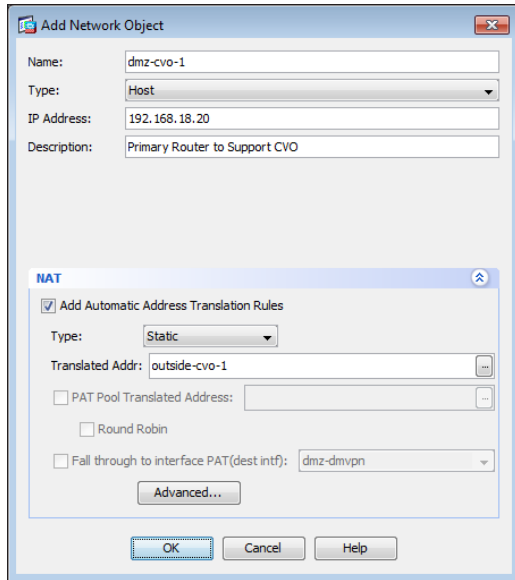 Add Network Object
Name: dmz-cvo-1
Type: Host
IP Address: 192.168.18.20
Description: Primary Router to Support CVO
NAT
Add Automatic Address Translation Rules
Type: Static
Translated Addr: outside-cvo-1 ...
PAT Pool Translated Address: ...
Round Robin
Fall through to interface PAT(dest intf): dmz-dmvpn
Advanced...
OK Cancel Help